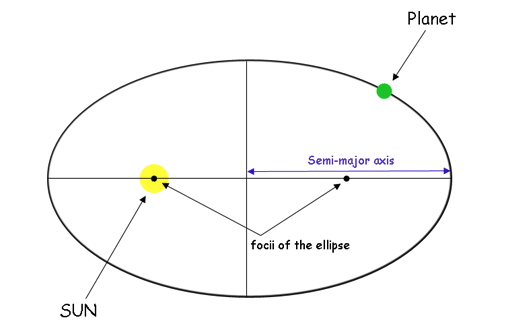 Planet
Semi-major axis
focii of the ellipse
SUN